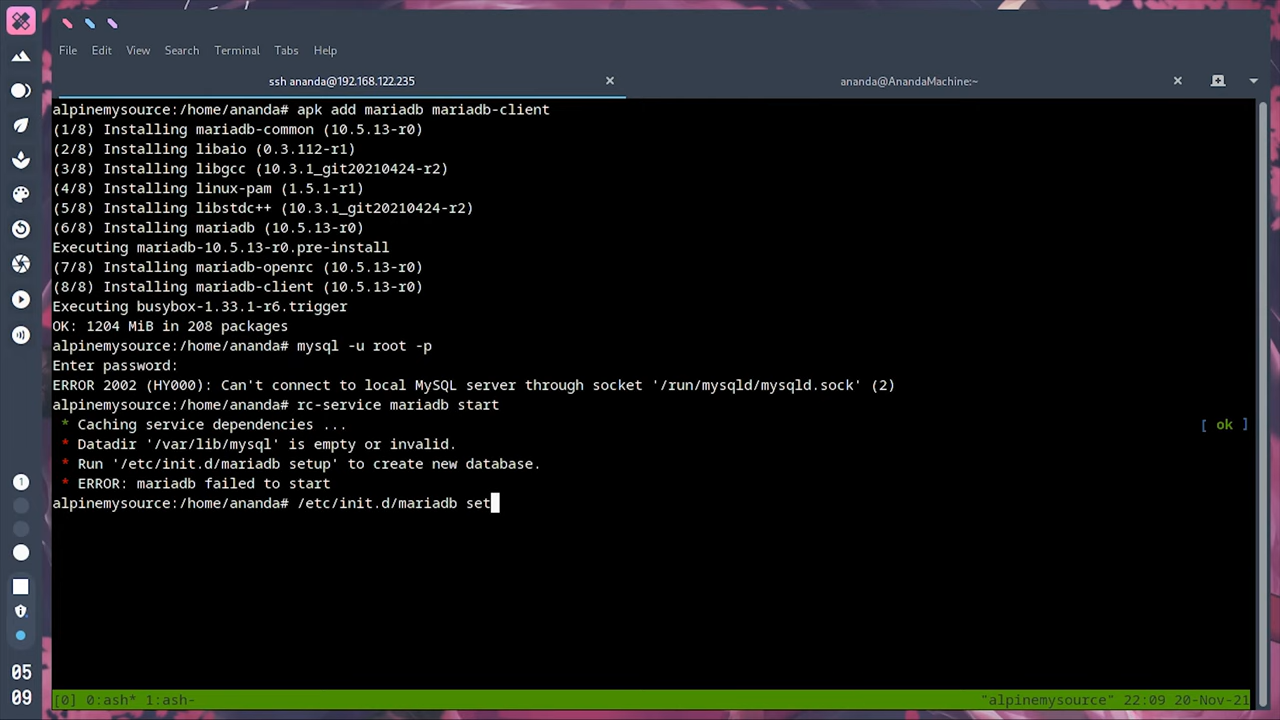 File Edit View Search Terminal Tabs Help
ssh ananda@192.168.122.235
ananda@AnandaMachine:~
alpinemysource:/home/ananda# apk add mariadb mariadb-client
(1/8) Installing mariadb-common (10.5.13-r0)
(2/8) Installing libaio (0.3.112-r1)
(3/8) Installing libgcc (10.3.1_git20210424-r2)
(4/8) Installing linux-pam (1.5.1-r1)
(5/8) Installing libstdc++ (10.3.1_git20210424-r2)
(6/8) Installing mariadb (10.5.13-r0)
Executing mariadb-10.5.13-r0.pre-install
(7/8) Installing mariadb-openrc (10.5.13-r0)
(8/8) Installing mariadb-client (10.5.13-r0)
Executing busybox-1.33.1-r6.trigger
OK: 1204 MiB in 208 packages
alpinemysource:/home/ananda# mysql -u root -p
Enter password:
ERROR 2002 (HY000): Can't connect to local MySQL server through socket '/run/mysqld/mysqld.sock' (2)
alpinemysource:/home/ananda# rc-service mariadb start
* Caching service dependencies ... [ ok ]
* Datadir '/var/lib/mysql' is empty or invalid.
* Run '/etc/init.d/mariadb setup' to create new database.
* ERROR: mariadb failed to start
alpinemysource:/home/ananda# /etc/init.d/mariadb set
[0] 0:ash* 1:ash- "alpinemysource" 22:09 20-Nov-21
1
05
09